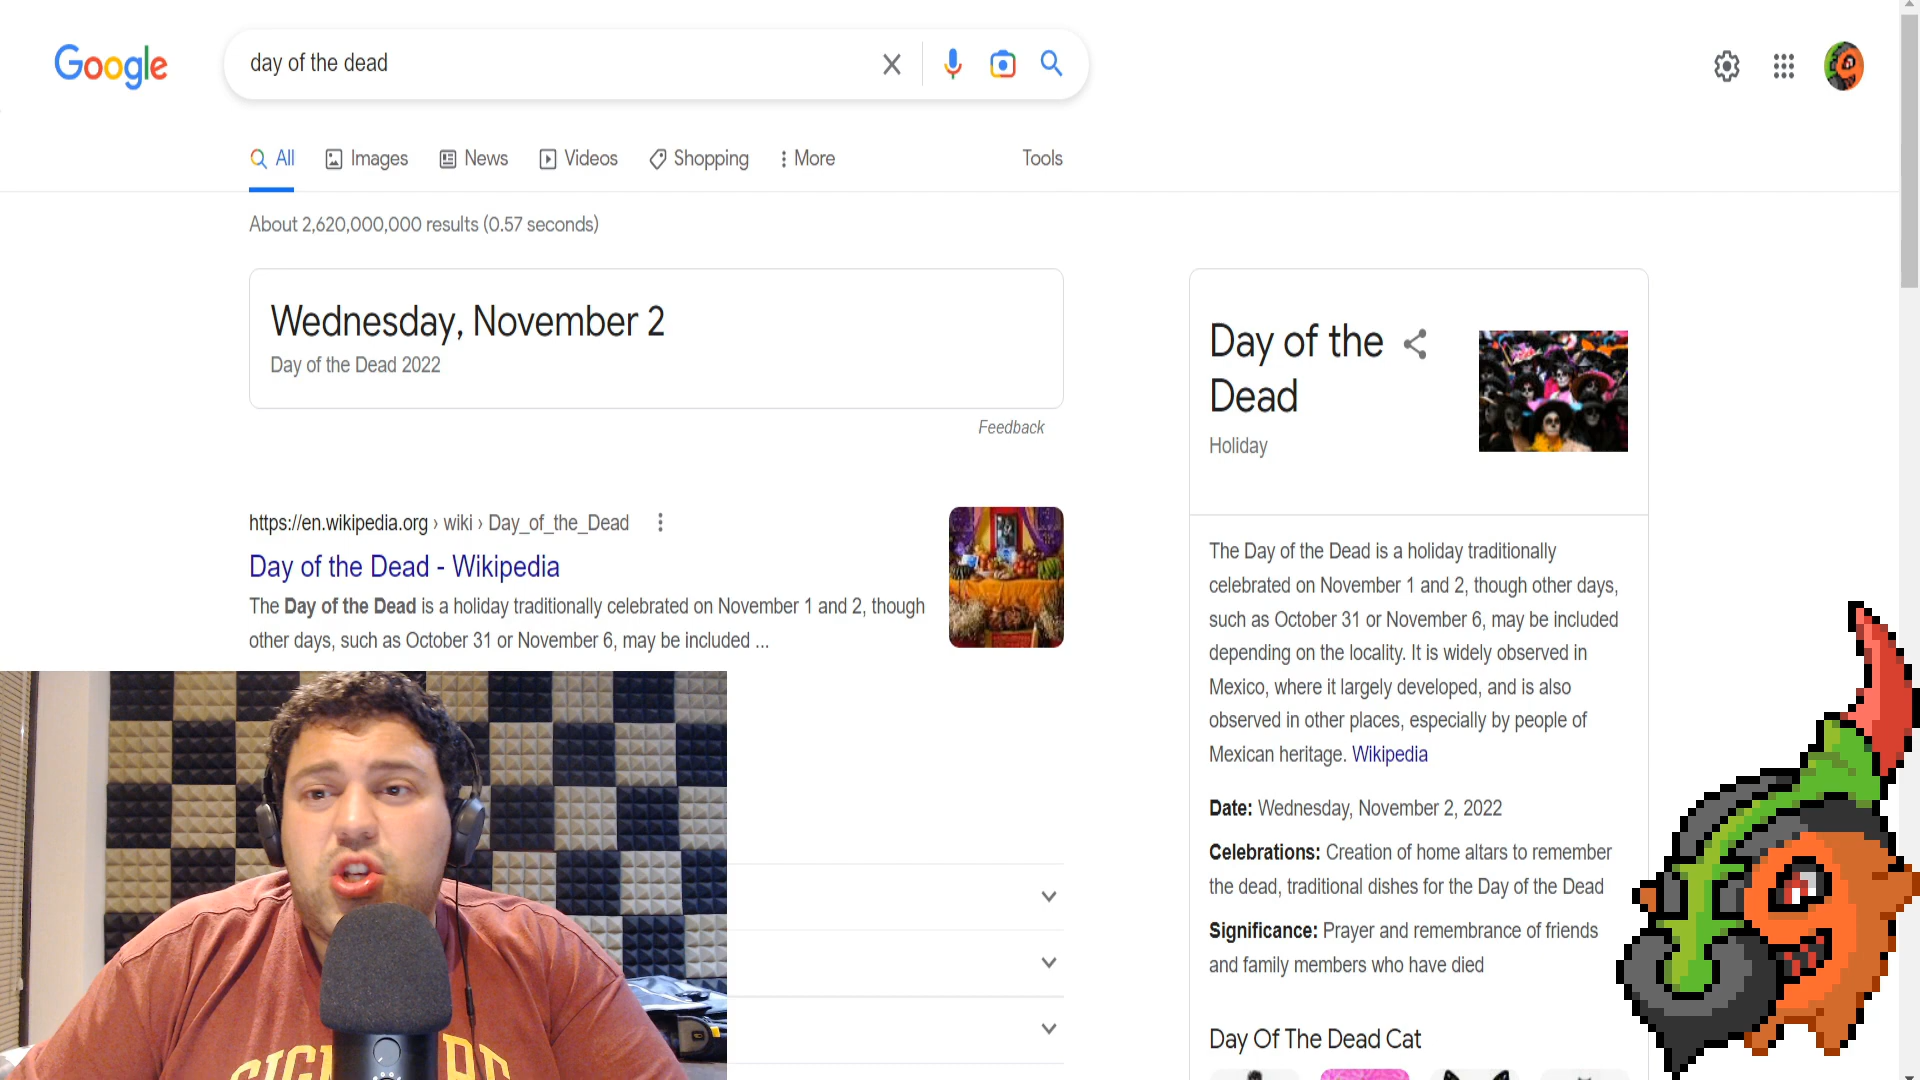 Google
day of the dead
All
Images
News
Videos
Shopping
More
Tools
About 2,620,000,000 results (0.57 seconds)
Wednesday, November 2
Day of the Dead 2022
Feedback
https://en.wikipedia.org › wiki › Day_of_the_Dead
Day of the Dead - Wikipedia
The Day of the Dead is a holiday traditionally celebrated on November 1 and 2, though
other days, such as October 31 or November 6, may be included ...
Day of the
Dead
Holiday
The Day of the Dead is a holiday traditionally
celebrated on November 1 and 2, though other days,
such as October 31 or November 6, may be included
depending on the locality. It is widely observed in
Mexico, where it largely developed, and is also
observed in other places, especially by people of
Mexican heritage. Wikipedia
Date: Wednesday, November 2, 2022
Celebrations: Creation of home altars to remember
the dead, traditional dishes for the Day of the Dead
Significance: Prayer and remembrance of friends
and family members who have died
Day Of The Dead Cat